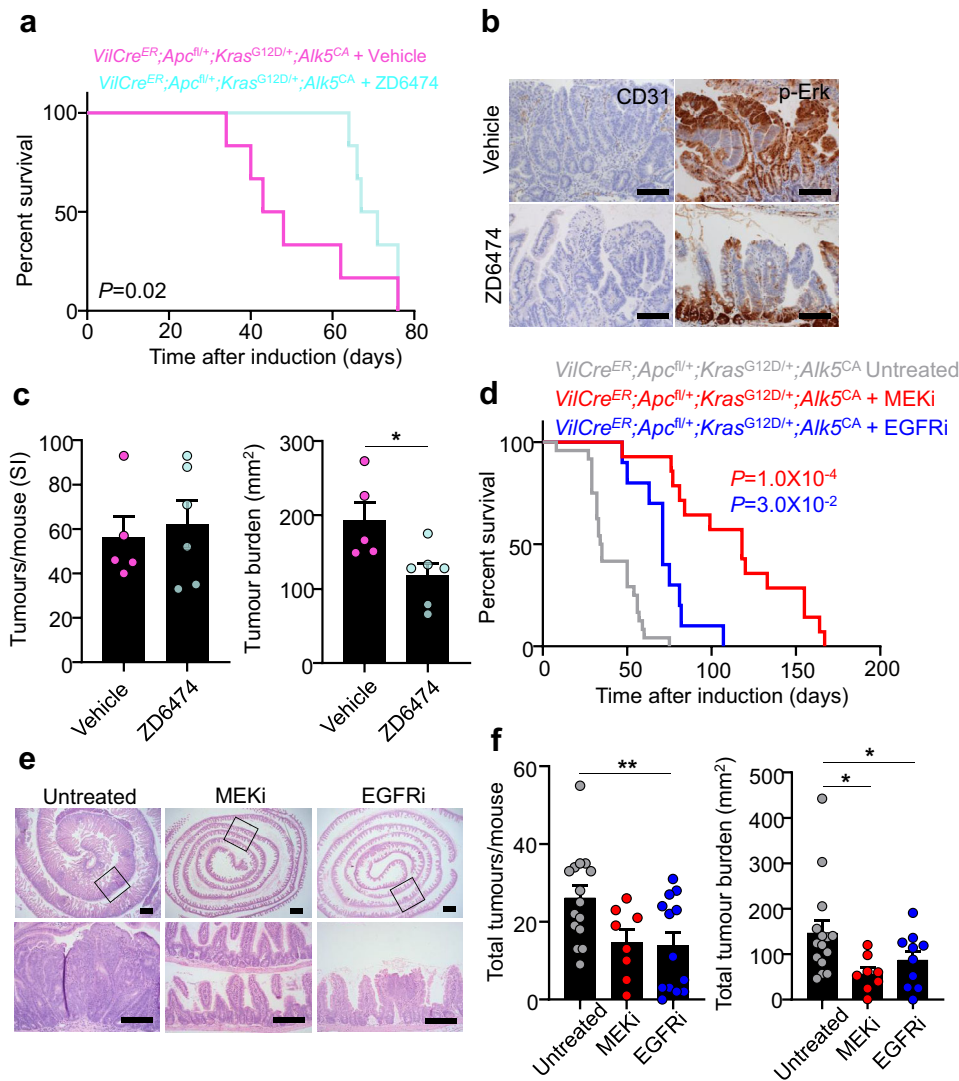 a
VilCreER;Apcfl/+;KrasG12D/+;Alk5CA + Vehicle
VilCreER;Apcfl/+;KrasG12D/+;Alk5CA + ZD6474
100
50
0
Percent survival
P=0.02
0 20 40 60 80
Time after induction (days)
b
CD31
p-Erk
Vehicle
ZD6474
c
Tumours/mouse (SI)
100
80
60
40
20
0
Vehicle
ZD6474
Tumour burden (mm2)
300
200
100
0
*
Vehicle
ZD6474
VilCreER;Apcfl/+;KrasG12D/+;Alk5CA Untreated
d
VilCreER;Apcfl/+;KrasG12D/+;Alk5CA + MEKi
VilCreER;Apcfl/+;KrasG12D/+;Alk5CA + EGFRi
100
50
0
Percent survival
P=1.0X10-4
P=3.0X10-2
0 50 100 150 200
Time after induction (days)
e
Untreated
MEKi
EGFRi
f
Total tumours/mouse
60
40
20
0
**
Untreated
MEKi
EGFRi
Total tumour burden (mm2)
500
400
300
200
100
0
*
*
Untreated
MEKi
EGFRi